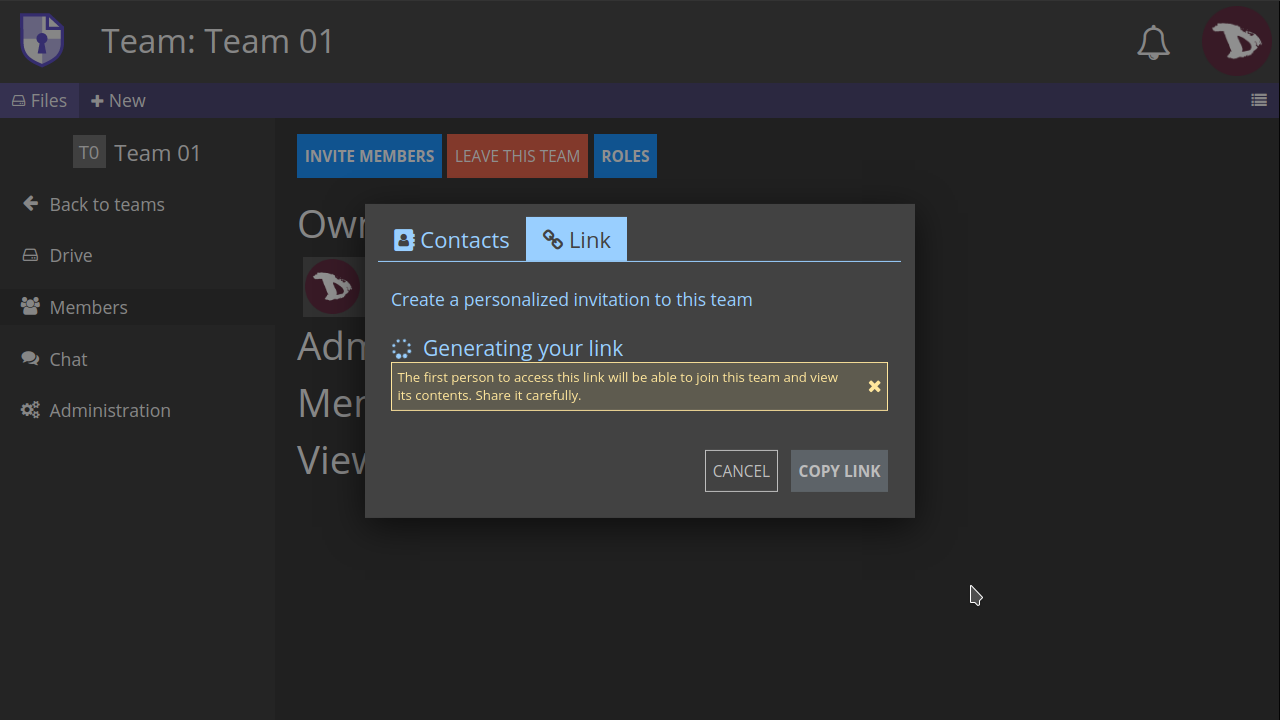 Team: Team 01
Files
New
T0
Team 01
Back to teams
Drive
Members
Chat
Administration
INVITE MEMBERS
LEAVE THIS TEAM
ROLES
Own
Adm
Mem
View
Contacts
Link
Create a personalized invitation to this team
Generating your link
The first person to access this link will be able to join this team and view
its contents. Share it carefully.
CANCEL
COPY LINK